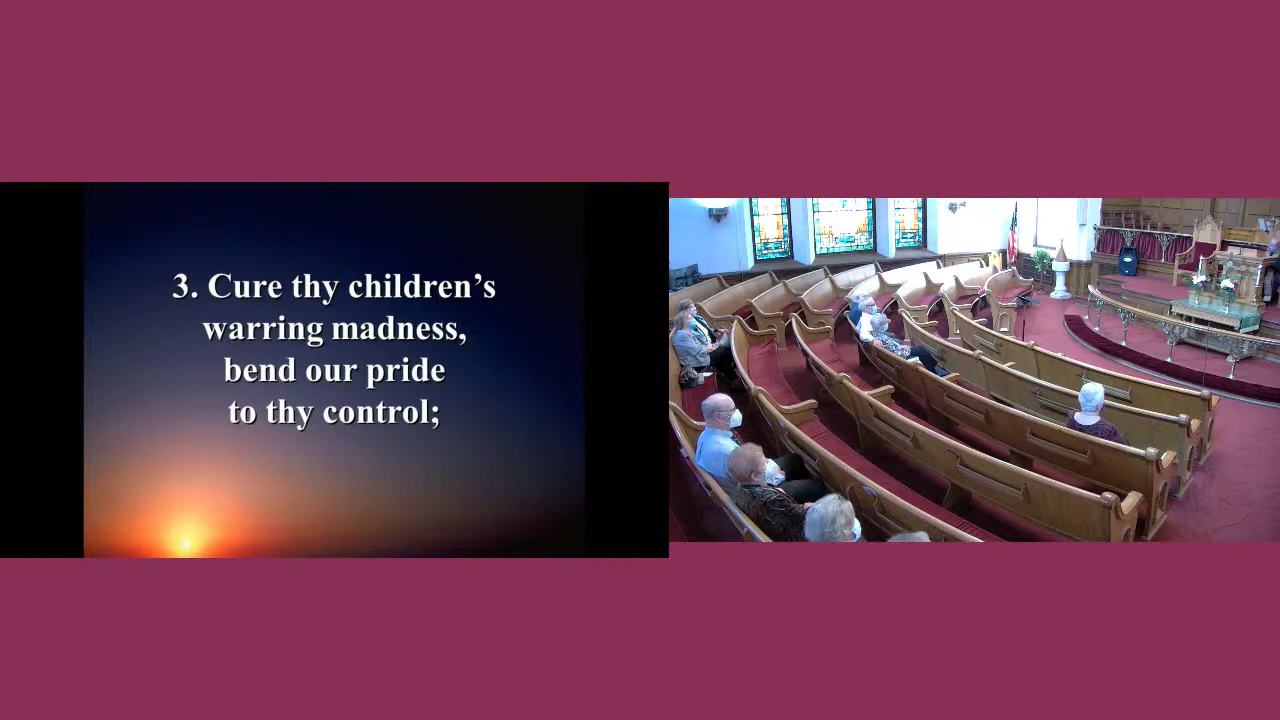 3. Cure thy children’s
warring madness,
bend our pride
to thy control;